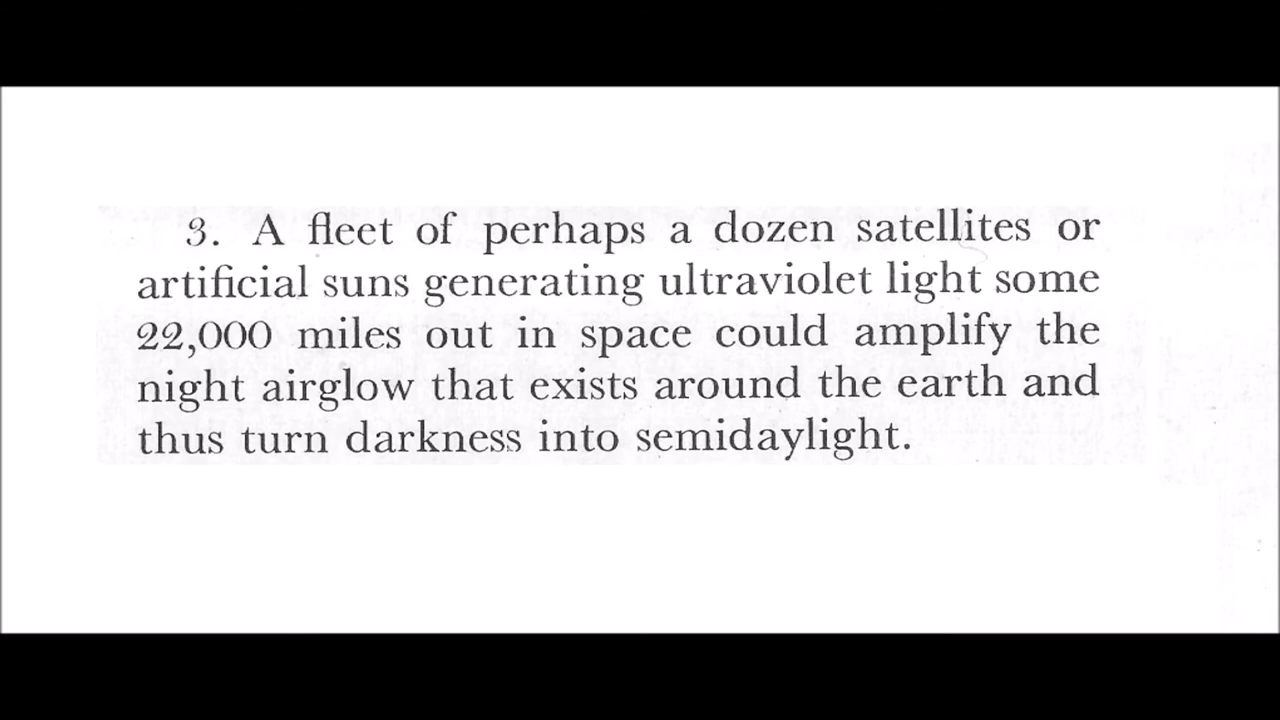 3. A fleet of perhaps a dozen satellites or
artificial suns generating ultraviolet light some
22,000 miles out in space could amplify the
night airglow that exists around the earth and
thus turn darkness into semidaylight.